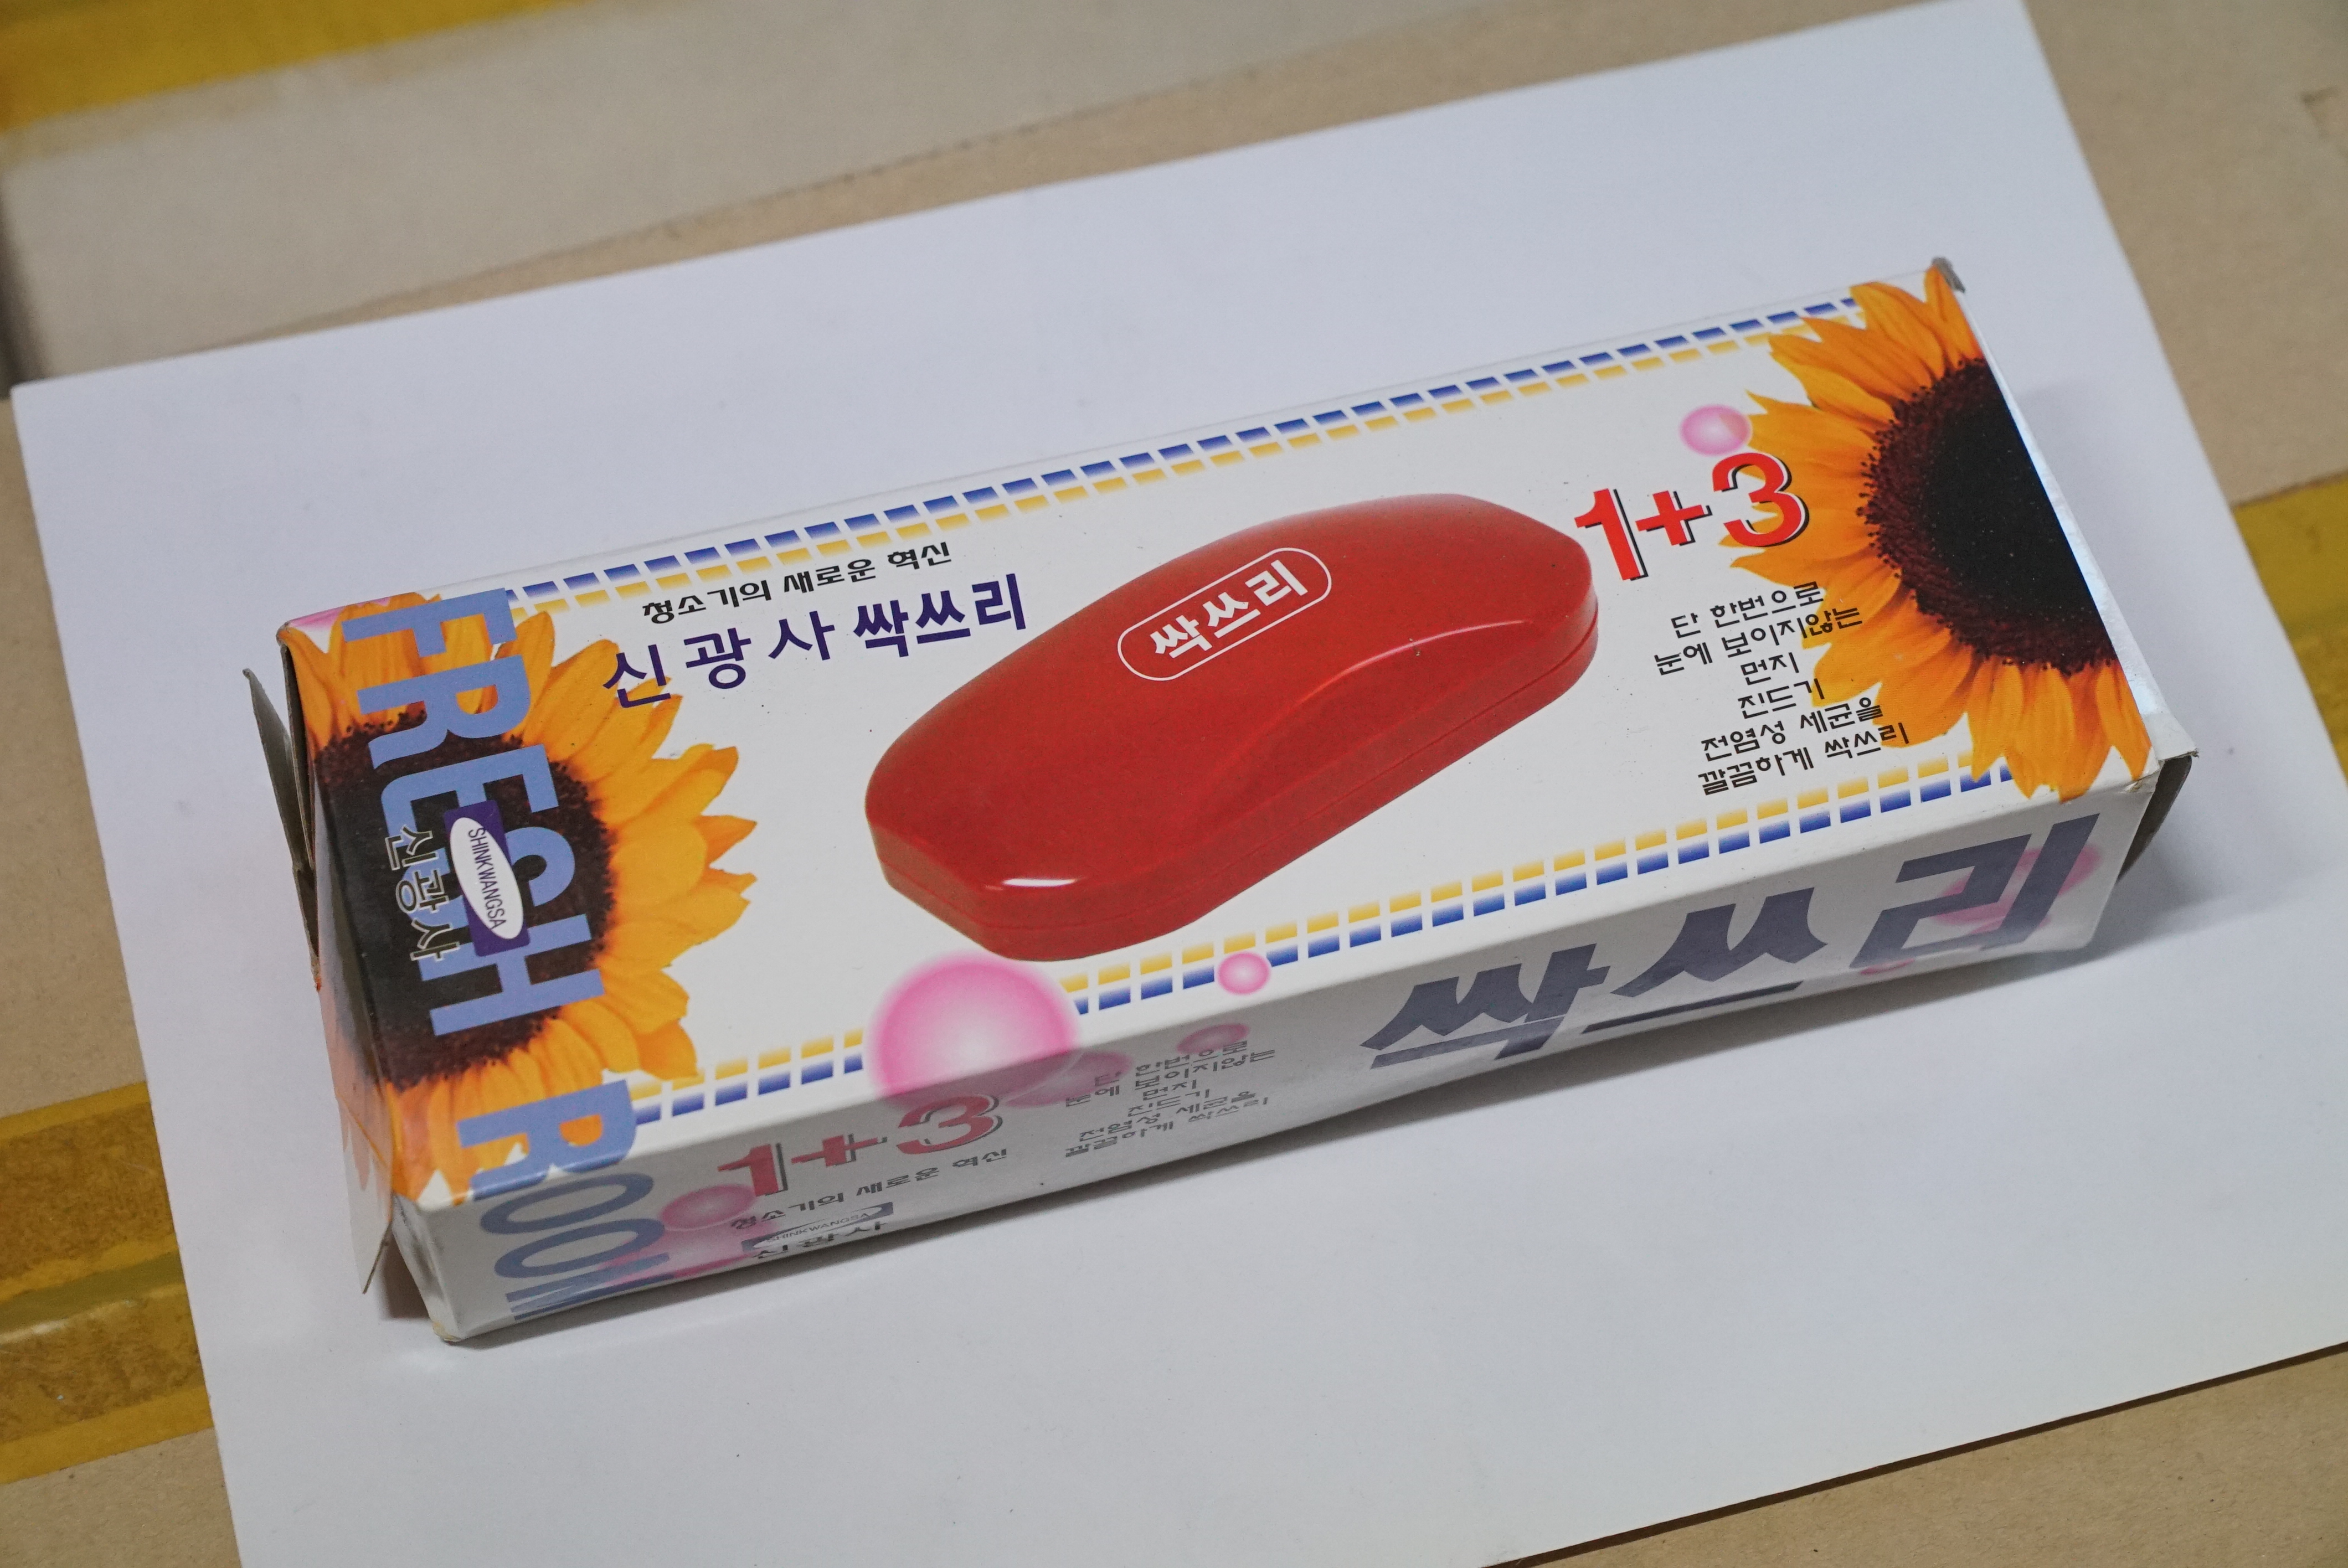 청소기의 새로운 혁신
신광사 싹쓰리
싹쓰리
1+3
단 한번으로
눈에 보이지않는
먼지
진드기
전염성 세균을
깔끔하게 싹쓰리
FRESH ROOM
SHINKWANGSA
신광사
싹쓰리
1+3
청소기의 새로운 혁신
SHINKWANGSA
신광사
단 한번으로
눈에 보이지않는
먼지
진드기
전염성 세균을
깔끔하게 싹쓰리